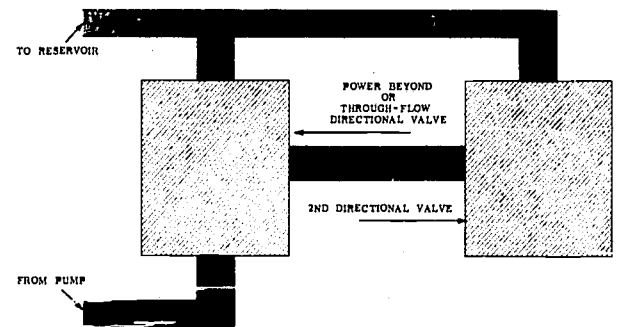 TO RESERVOIR
POWER BEYOND
OR
THROUGH-FLOW
DIRECTIONAL VALVE
2ND DIRECTIONAL VALVE
FROM PUMP